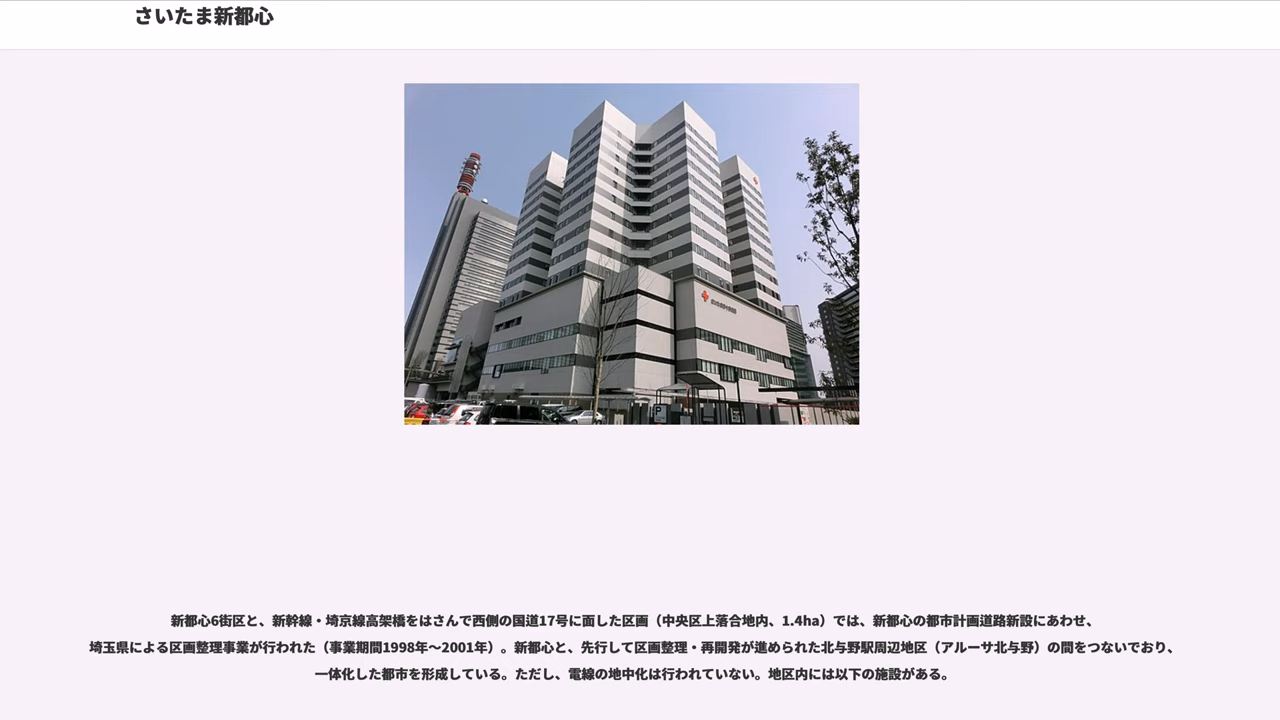 さいたま新都心
新都心6街区と、新幹線・埼京線高架橋をはさんで西側の国道17号に面した区画（中央区上落合地内、1.4ha）では、新都心の都市計画道路新設にあわせ、
埼玉県による区画整理事業が行われた（事業期間1998年〜2001年）。新都心と、先行して区画整理・再開発が進められた北与野駅周辺地区（アルーサ北与野）の間をつないでおり、
一体化した都市を形成している。ただし、電線の地中化は行われていない。地区内には以下の施設がある。